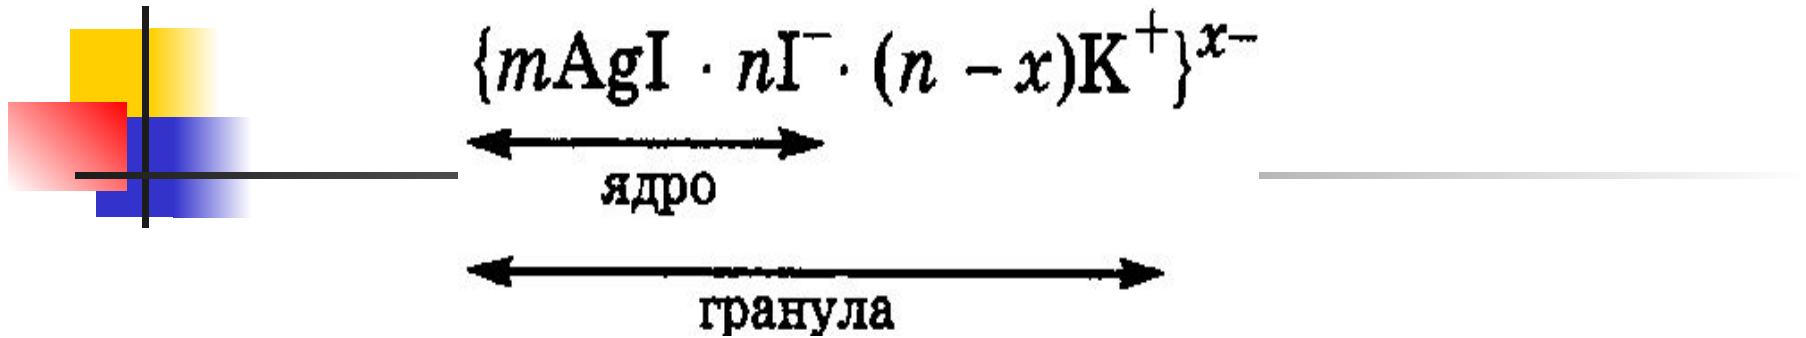 {mAgI · nI⁻· (n – x)K⁺}ˣ⁻
ядро
гранула